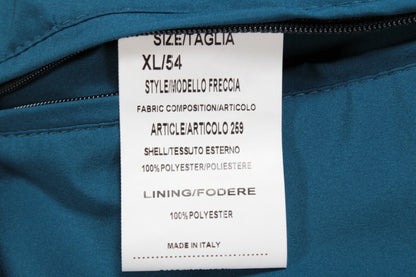 SIZE/TAGLIA
XL/54
STYLE/MODELLO FRECCIA
FABRIC COMPOSITION/ARTICOLO
ARTICLE/ARTICOLO 259
SHELL/TESSUTO ESTERNO
100%POLYESTER/POLIESTERE
LINING/FODERE
100%POLYESTER
MADE IN ITALY